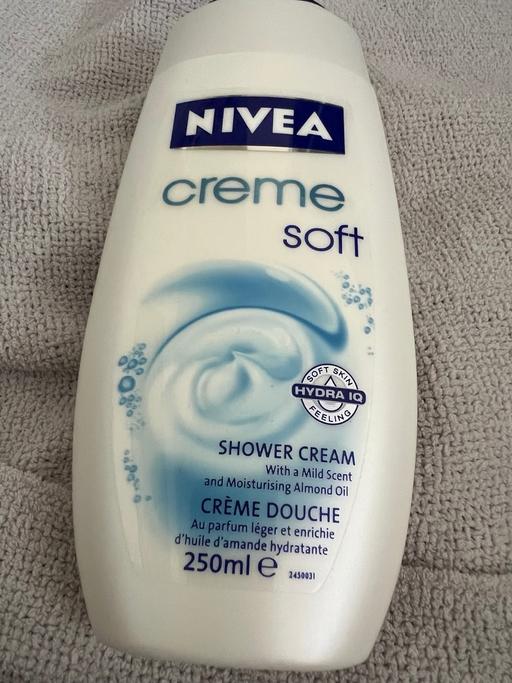 NIVEA
creme
soft
SOFT SKIN
HYDRA IQ
FEELING
SHOWER CREAM
With a Mild Scent
and Moisturising Almond Oil
CRÈME DOUCHE
Au parfum léger et enrichie
d'huile d'amande hydratante
250ml e
2450031